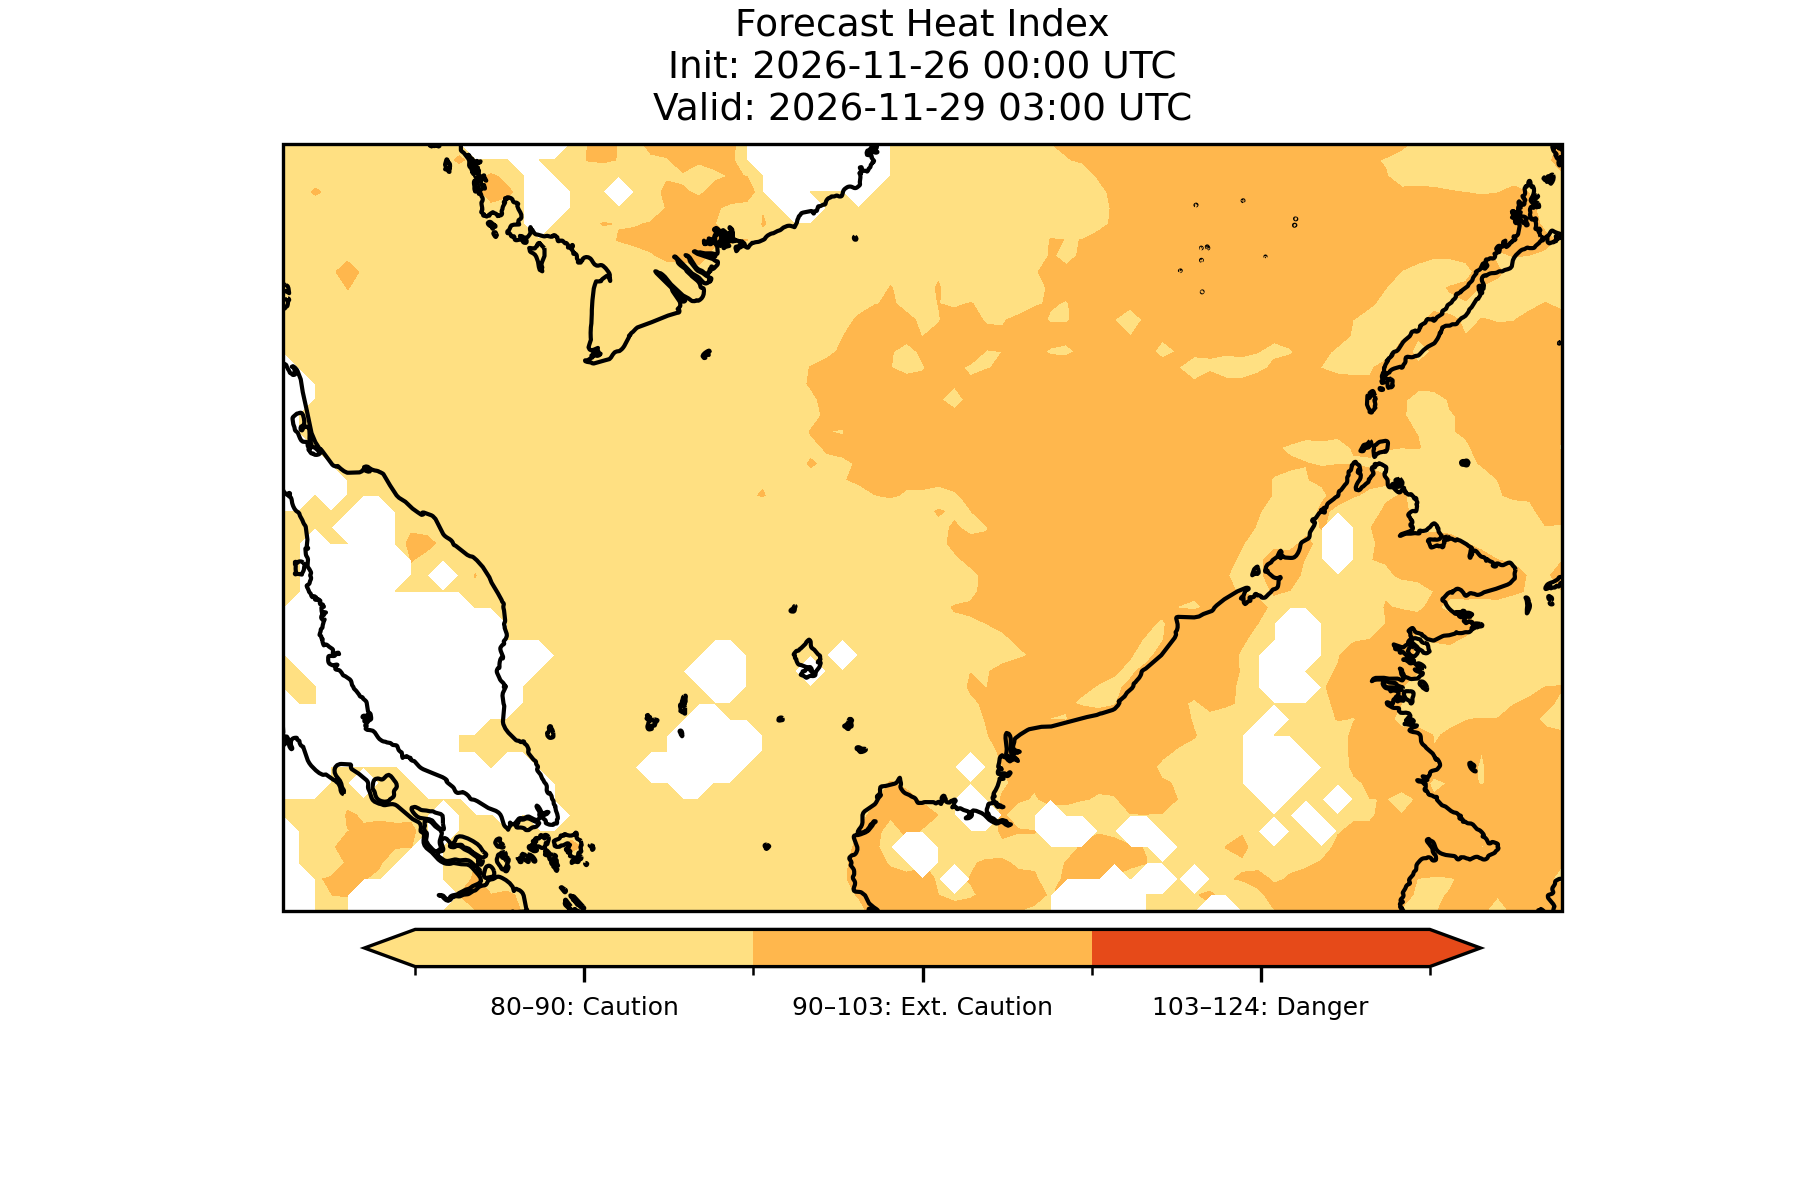 Forecast Heat Index
Init: 2026-11-26 00:00 UTC
Valid: 2026-11-29 03:00 UTC
80–90: Caution
90–103: Ext. Caution
103–124: Danger